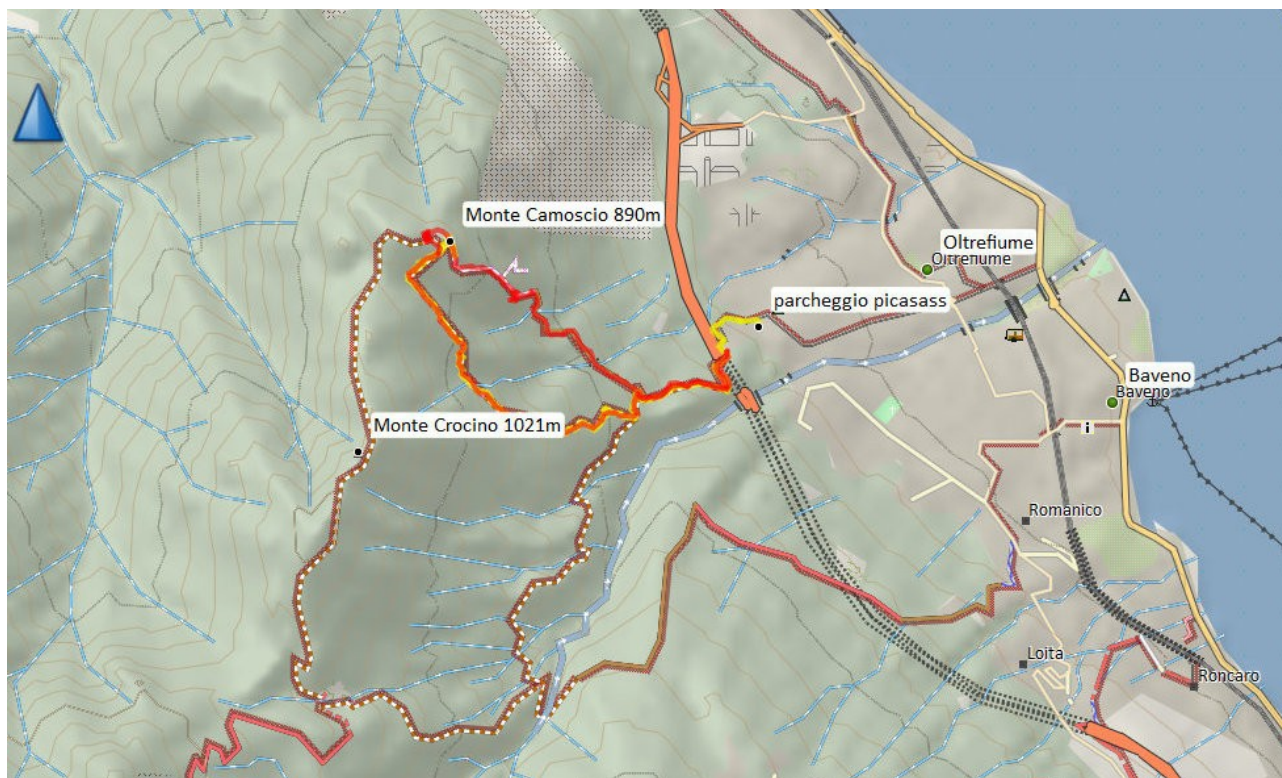 Monte Camoscio 890m
Oltrefiume
Oltrefiume
parcheggio picasass
Baveno
Baveno
Monte Crocino 1021m
i
Romanico
Loita
Roncaro